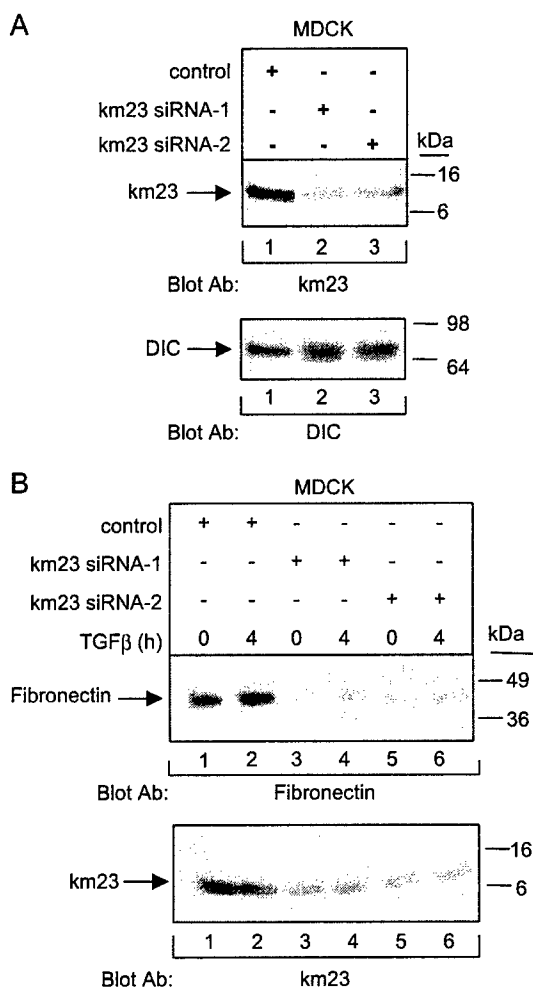 A
MDCK
control + - -
km23 siRNA-1 - + -
km23 siRNA-2 - - +
kDa
16
km23
6
1 2 3
Blot Ab: km23
98
DIC
64
1 2 3
Blot Ab: DIC
B
MDCK
control + + - - - -
km23 siRNA-1 - - + + - -
km23 siRNA-2 - - - - + +
TGFβ (h) 0 4 0 4 0 4
kDa
49
Fibronectin
36
1 2 3 4 5 6
Blot Ab: Fibronectin
16
km23
6
1 2 3 4 5 6
Blot Ab: km23